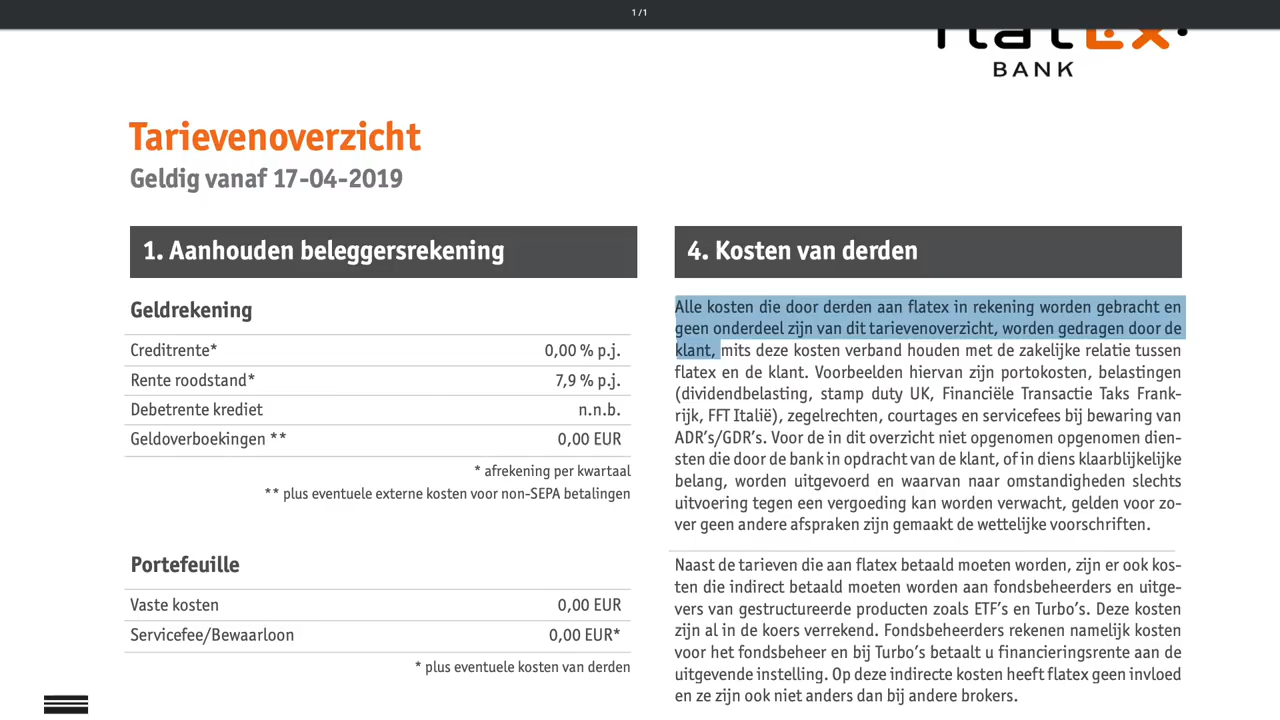 1 / 1
flatex
BANK
Tarievenoverzicht
Geldig vanaf 17-04-2019
1. Aanhouden beleggersrekening
Geldrekening
Creditrente* 0,00 % p.j.
Rente roodstand* 7,9 % p.j.
Debetrente krediet n.n.b.
Geldoverboekingen ** 0,00 EUR
* afrekening per kwartaal
** plus eventuele externe kosten voor non-SEPA betalingen
Portefeuille
Vaste kosten 0,00 EUR
Servicefee/Bewaarloon 0,00 EUR*
* plus eventuele kosten van derden
4. Kosten van derden
Alle kosten die door derden aan flatex in rekening worden gebracht en
geen onderdeel zijn van dit tarievenoverzicht, worden gedragen door de
klant, mits deze kosten verband houden met de zakelijke relatie tussen
flatex en de klant. Voorbeelden hiervan zijn portokosten, belastingen
(dividendbelasting, stamp duty UK, Financiële Transactie Taks Frank-
rijk, FFT Italië), zegelrechten, courtages en servicefees bij bewaring van
ADR’s/GDR’s. Voor de in dit overzicht niet opgenomen opgenomen dien-
sten die door de bank in opdracht van de klant, of in diens klaarblijkelijke
belang, worden uitgevoerd en waarvan naar omstandigheden slechts
uitvoering tegen een vergoeding kan worden verwacht, gelden voor zo-
ver geen andere afspraken zijn gemaakt de wettelijke voorschriften.
Naast de tarieven die aan flatex betaald moeten worden, zijn er ook kos-
ten die indirect betaald moeten worden aan fondsbeheerders en uitge-
vers van gestructureerde producten zoals ETF’s en Turbo’s. Deze kosten
zijn al in de koers verrekend. Fondsbeheerders rekenen namelijk kosten
voor het fondsbeheer en bij Turbo’s betaalt u financieringsrente aan de
uitgevende instelling. Op deze indirecte kosten heeft flatex geen invloed
en ze zijn ook niet anders dan bij andere brokers.